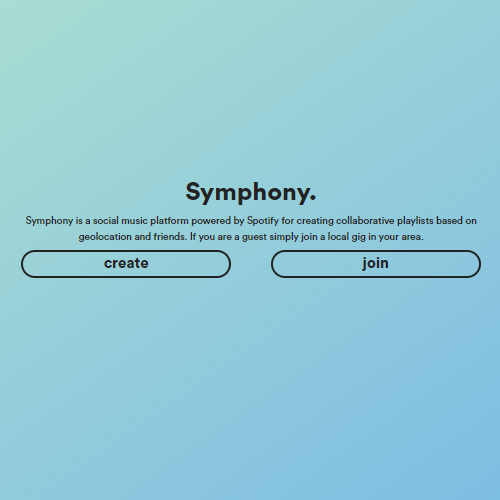 Symphony.
Symphony is a social music platform powered by Spotify for creating collaborative playlists based on
geolocation and friends. If you are a guest simply join a local gig in your area.
create
join